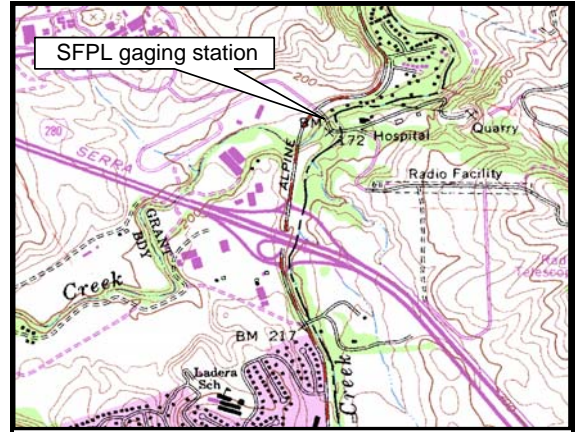 SFPL gaging station
200
BM
172
Hospital
Quarry
280
SERRA
ALPINE
Radio Facility
GRANT
BDY
200
Creek
BM 217
Ladera
Sch
Creek